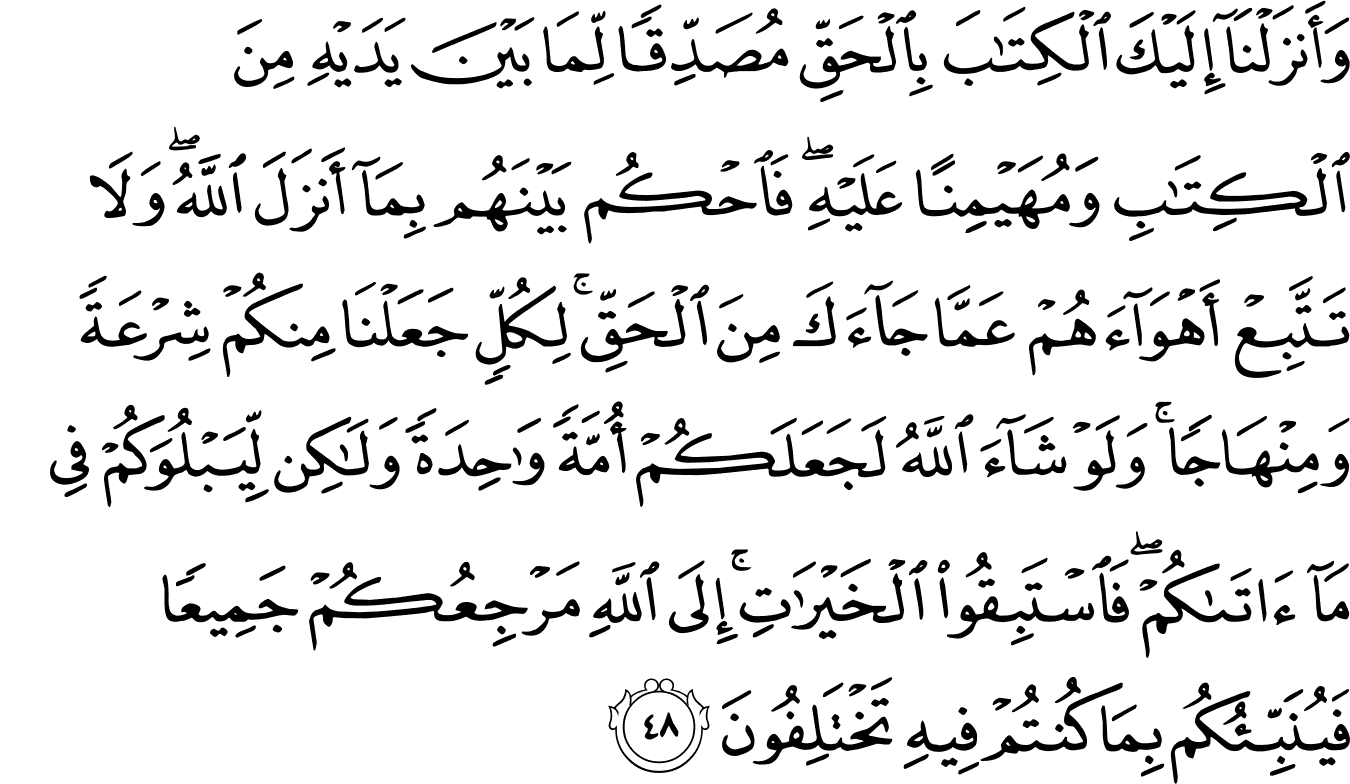 وَأَنزَلْنَآ إِلَيْكَ ٱلْكِتَـٰبَ بِٱلْحَقِّ مُصَدِّقًا لِّمَا بَيْنَ يَدَيْهِ مِنَ
ٱلْكِتَـٰبِ وَمُهَيْمِنًا عَلَيْهِ ۖ فَٱحْكُم بَيْنَهُم بِمَآ أَنزَلَ ٱللَّهُ ۖ وَلَا
تَتَّبِعْ أَهْوَآءَهُمْ عَمَّا جَآءَكَ مِنَ ٱلْحَقِّ ۚ لِكُلٍّ جَعَلْنَا مِنكُمْ شِرْعَةً
وَمِنْهَاجًا ۚ وَلَوْ شَآءَ ٱللَّهُ لَجَعَلَكُمْ أُمَّةً وَٰحِدَةً وَلَـٰكِن لِّيَبْلُوَكُمْ فِى
مَآ ءَاتَىٰكُمْ ۖ فَٱسْتَبِقُوا۟ ٱلْخَيْرَٰتِ ۚ إِلَى ٱللَّهِ مَرْجِعُكُمْ جَمِيعًا
فَيُنَبِّئُكُم بِمَا كُنتُمْ فِيهِ تَخْتَلِفُونَ ٤٨